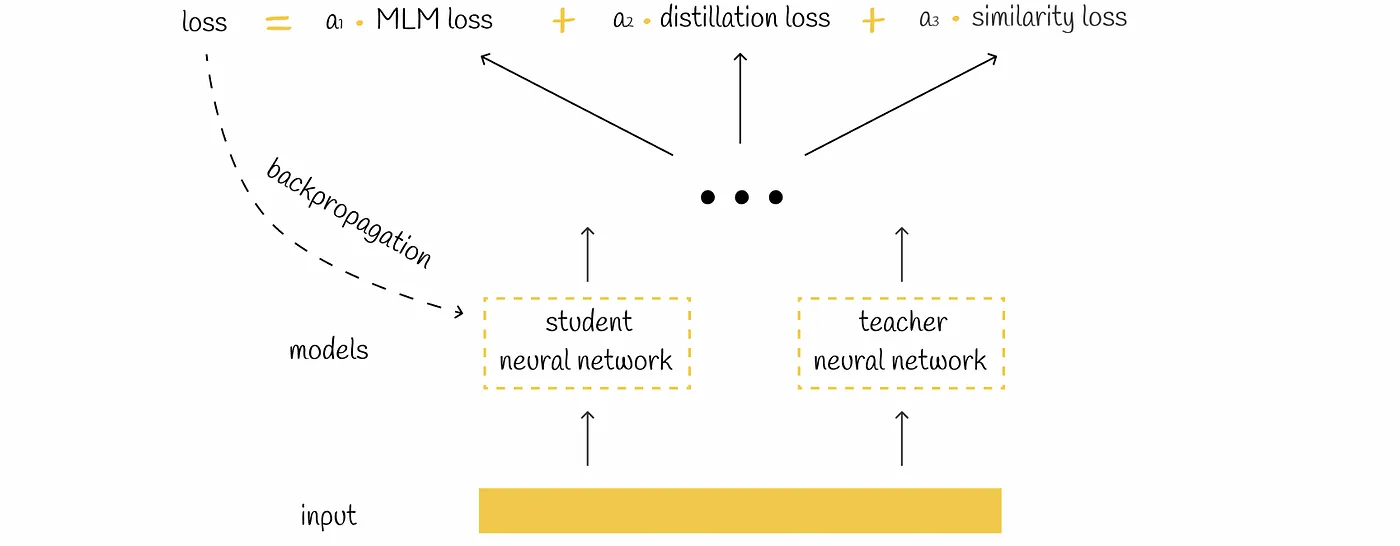 loss = a₁ · MLM loss + a₂ · distillation loss + a₃ · similarity loss
backpropagation
models
student
neural network
teacher
neural network
input